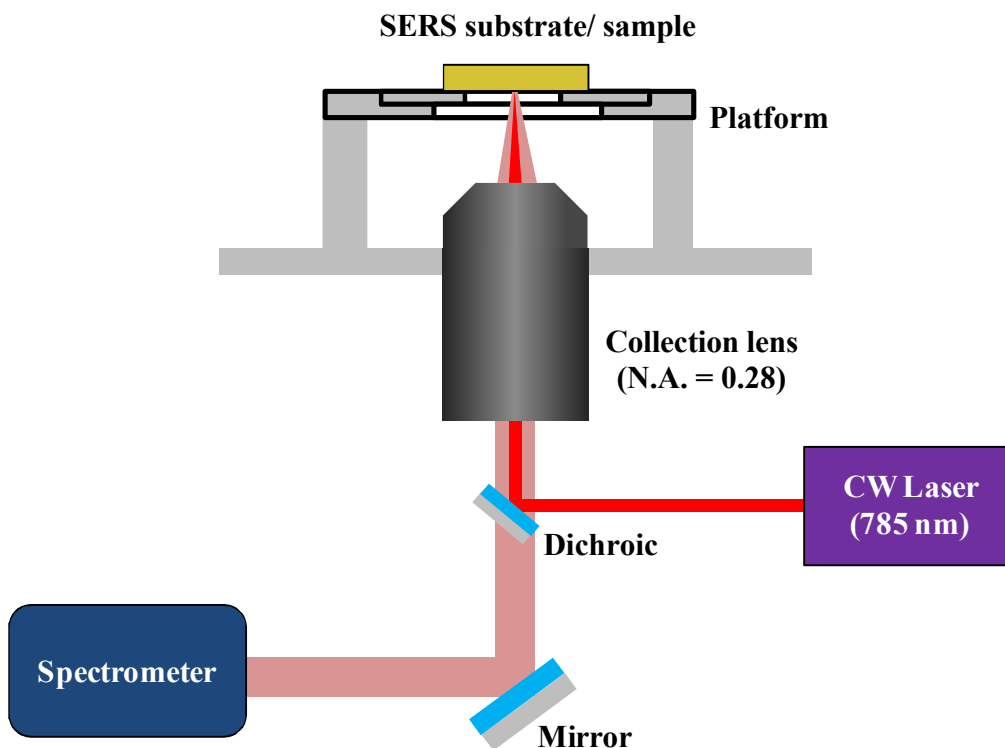 SERS substrate/ sample
Platform
Collection lens
(N.A. = 0.28)
CW Laser
(785 nm)
Dichroic
Spectrometer
Mirror